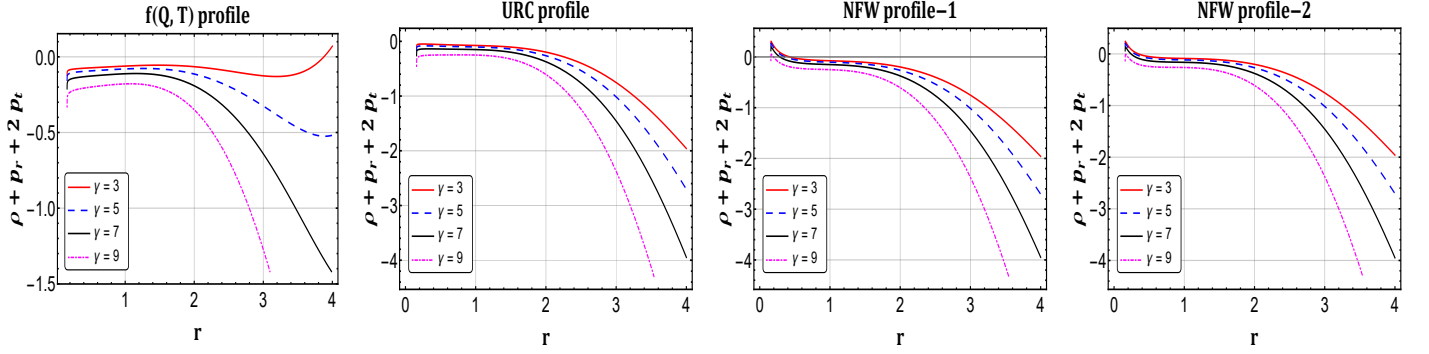 f(Q, T) profile
ρ + p_r + 2 p_t
0.0
−0.5
−1.0
−1.5
γ = 3
γ = 5
γ = 7
γ = 9
1 2 3 4
r
URC profile
ρ + p_r + 2 p_t
0
−1
−2
−3
−4
γ = 3
γ = 5
γ = 7
γ = 9
0 1 2 3 4
r
NFW profile−1
ρ + p_r + 2 p_t
0
−1
−2
−3
−4
γ = 3
γ = 5
γ = 7
γ = 9
0 1 2 3 4
r
NFW profile−2
ρ + p_r + 2 p_t
0
−1
−2
−3
−4
γ = 3
γ = 5
γ = 7
γ = 9
0 1 2 3 4
r